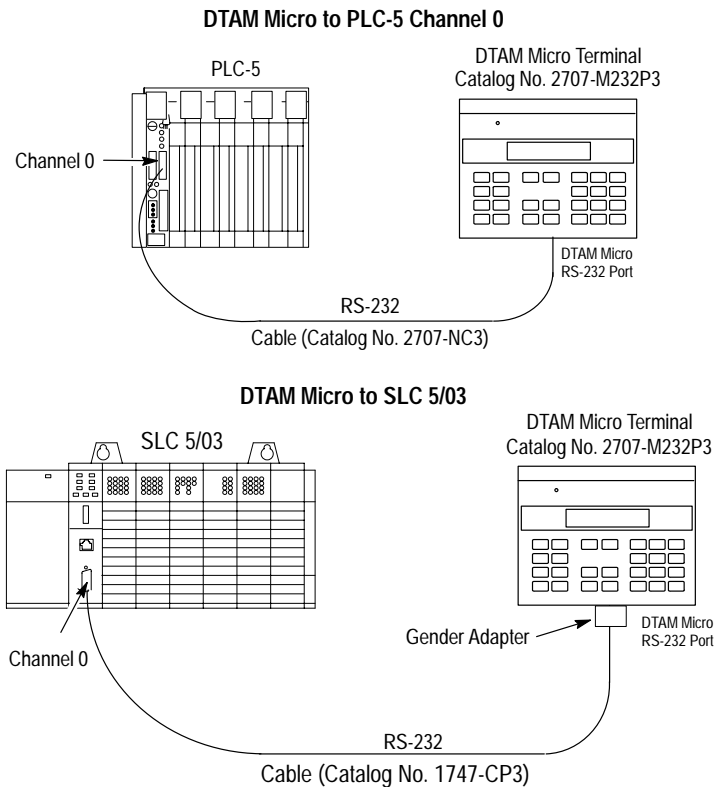 DTAM Micro to PLC-5 Channel 0
PLC-5
DTAM Micro Terminal
Catalog No. 2707-M232P3
Channel 0
DTAM Micro
RS-232 Port
RS-232
Cable (Catalog No. 2707-NC3)
DTAM Micro to SLC 5/03
SLC 5/03
DTAM Micro Terminal
Catalog No. 2707-M232P3
Gender Adapter
DTAM Micro
RS-232 Port
Channel 0
RS-232
Cable (Catalog No. 1747-CP3)